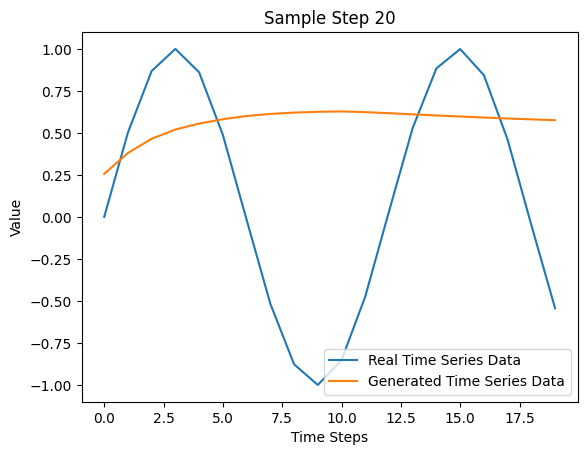 Sample Step 20
1.00
0.75
0.50
0.25
0.00
−0.25
−0.50
−0.75
−1.00
Value
0.0 2.5 5.0 7.5 10.0 12.5 15.0 17.5
Time Steps
Real Time Series Data
Generated Time Series Data